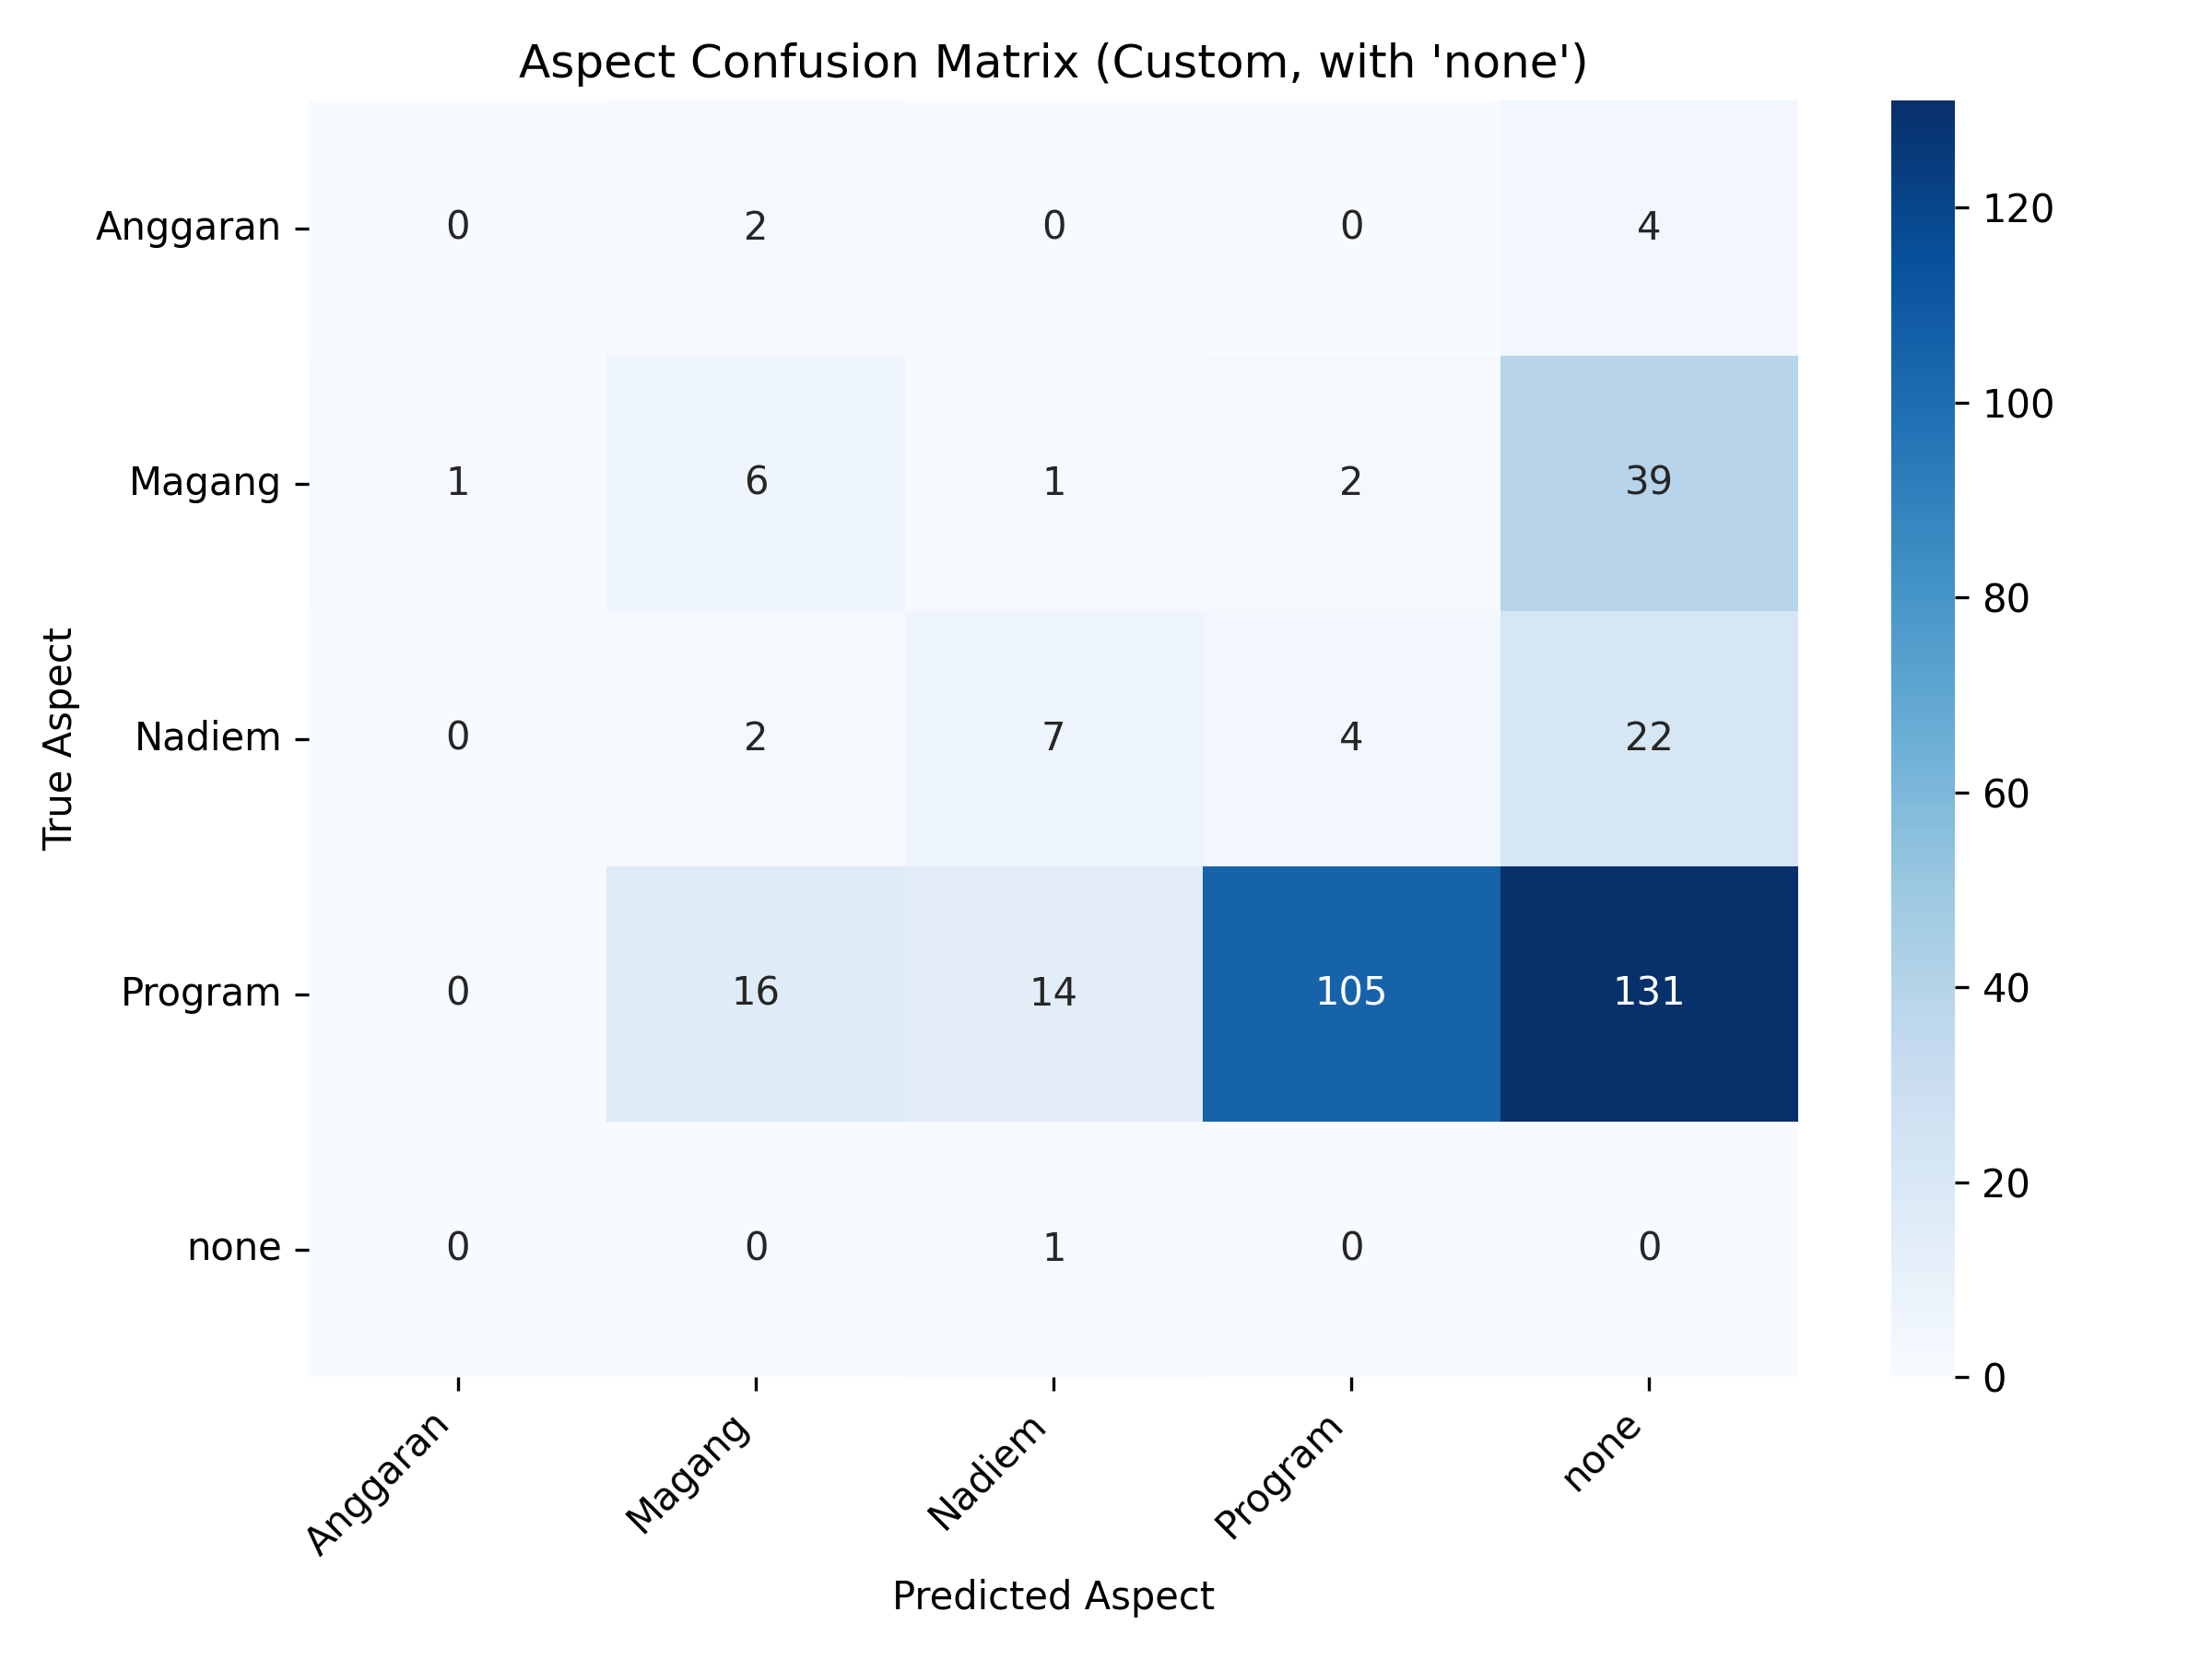 Aspect Confusion Matrix (Custom, with 'none')
True Aspect
Anggaran 0 2 0 0 4
Magang 1 6 1 2 39
Nadiem 0 2 7 4 22
Program 0 16 14 105 131
none 0 0 1 0 0
Anggaran Magang Nadiem Program none
Predicted Aspect
120
100
80
60
40
20
0